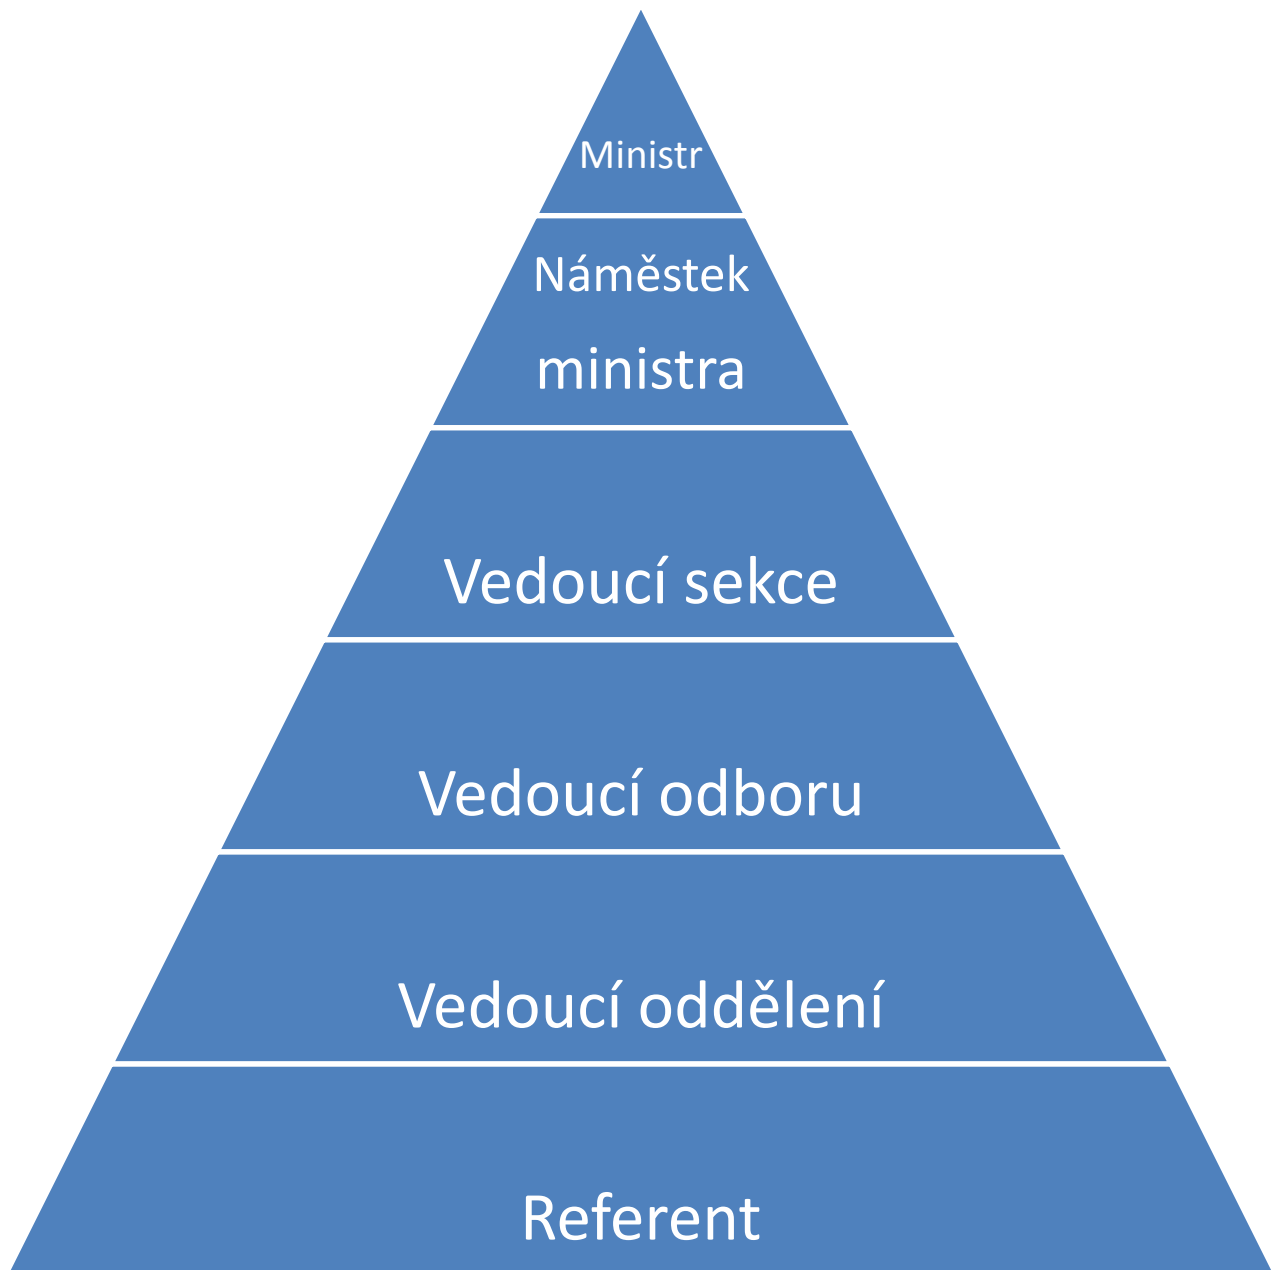 Ministr
Náměstek
ministra
Vedoucí sekce
Vedoucí odboru
Vedoucí oddělení
Referent